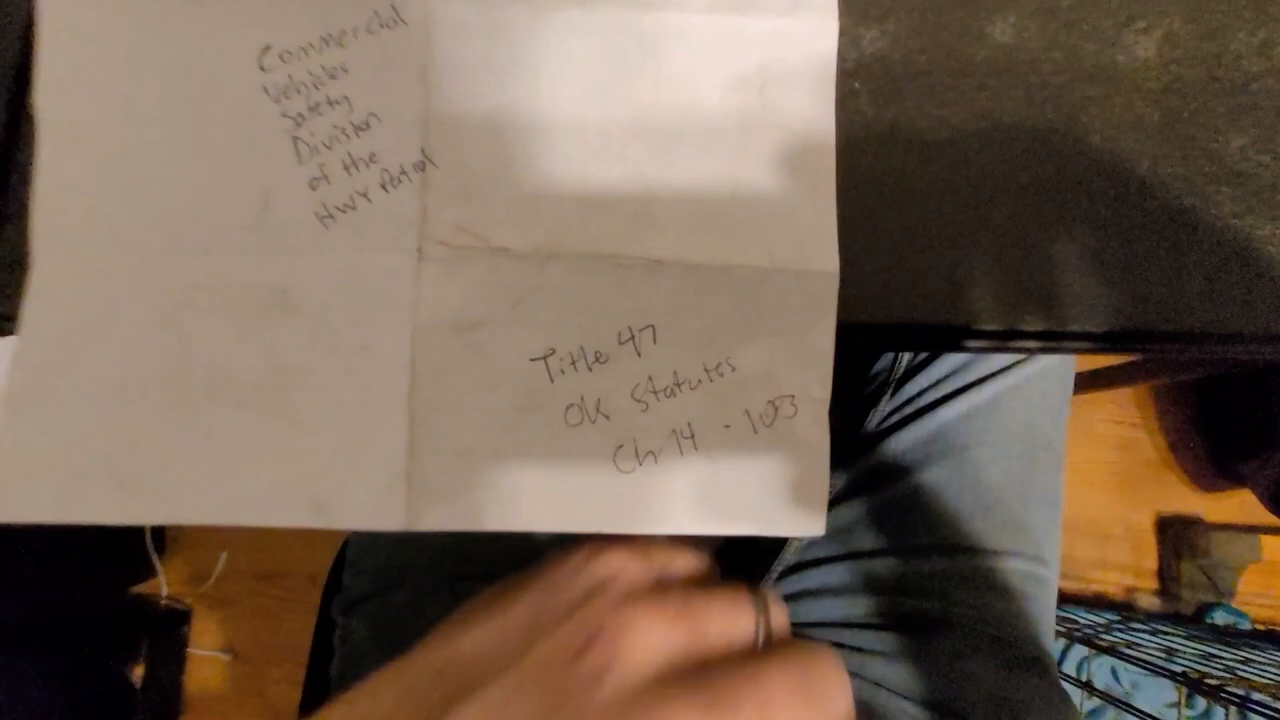 Commercial
Vehicles
Safety
Division
of the
HWY Patrol
Title 47
OK Statutes
Ch 14 - 103